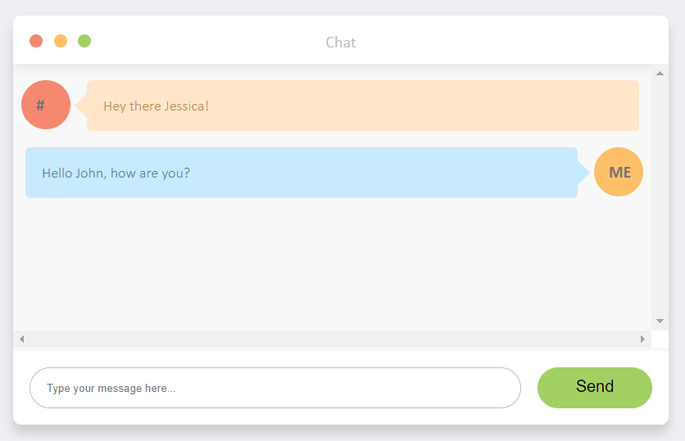 Chat
#
Hey there Jessica!
Hello John, how are you?
ME
Type your message here...
Send